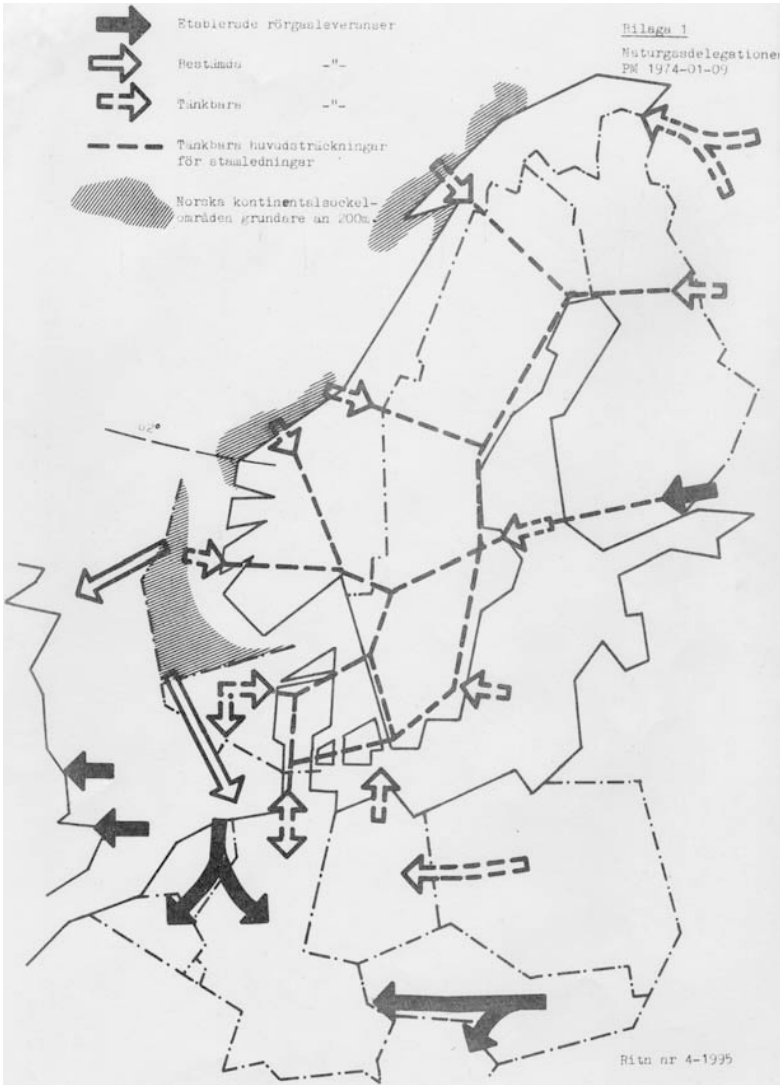 Etablerade rörgasleveranser
Bestämda -"-
Tänkbara -"-
Tänkbara huvudsträckningar
för stamledningar
Norska kontinentalsockel-
områden grundare än 200m.
Bilaga 1
Naturgasdelegationen
PM 1974-01-09
62°
Ritn nr 4-1995